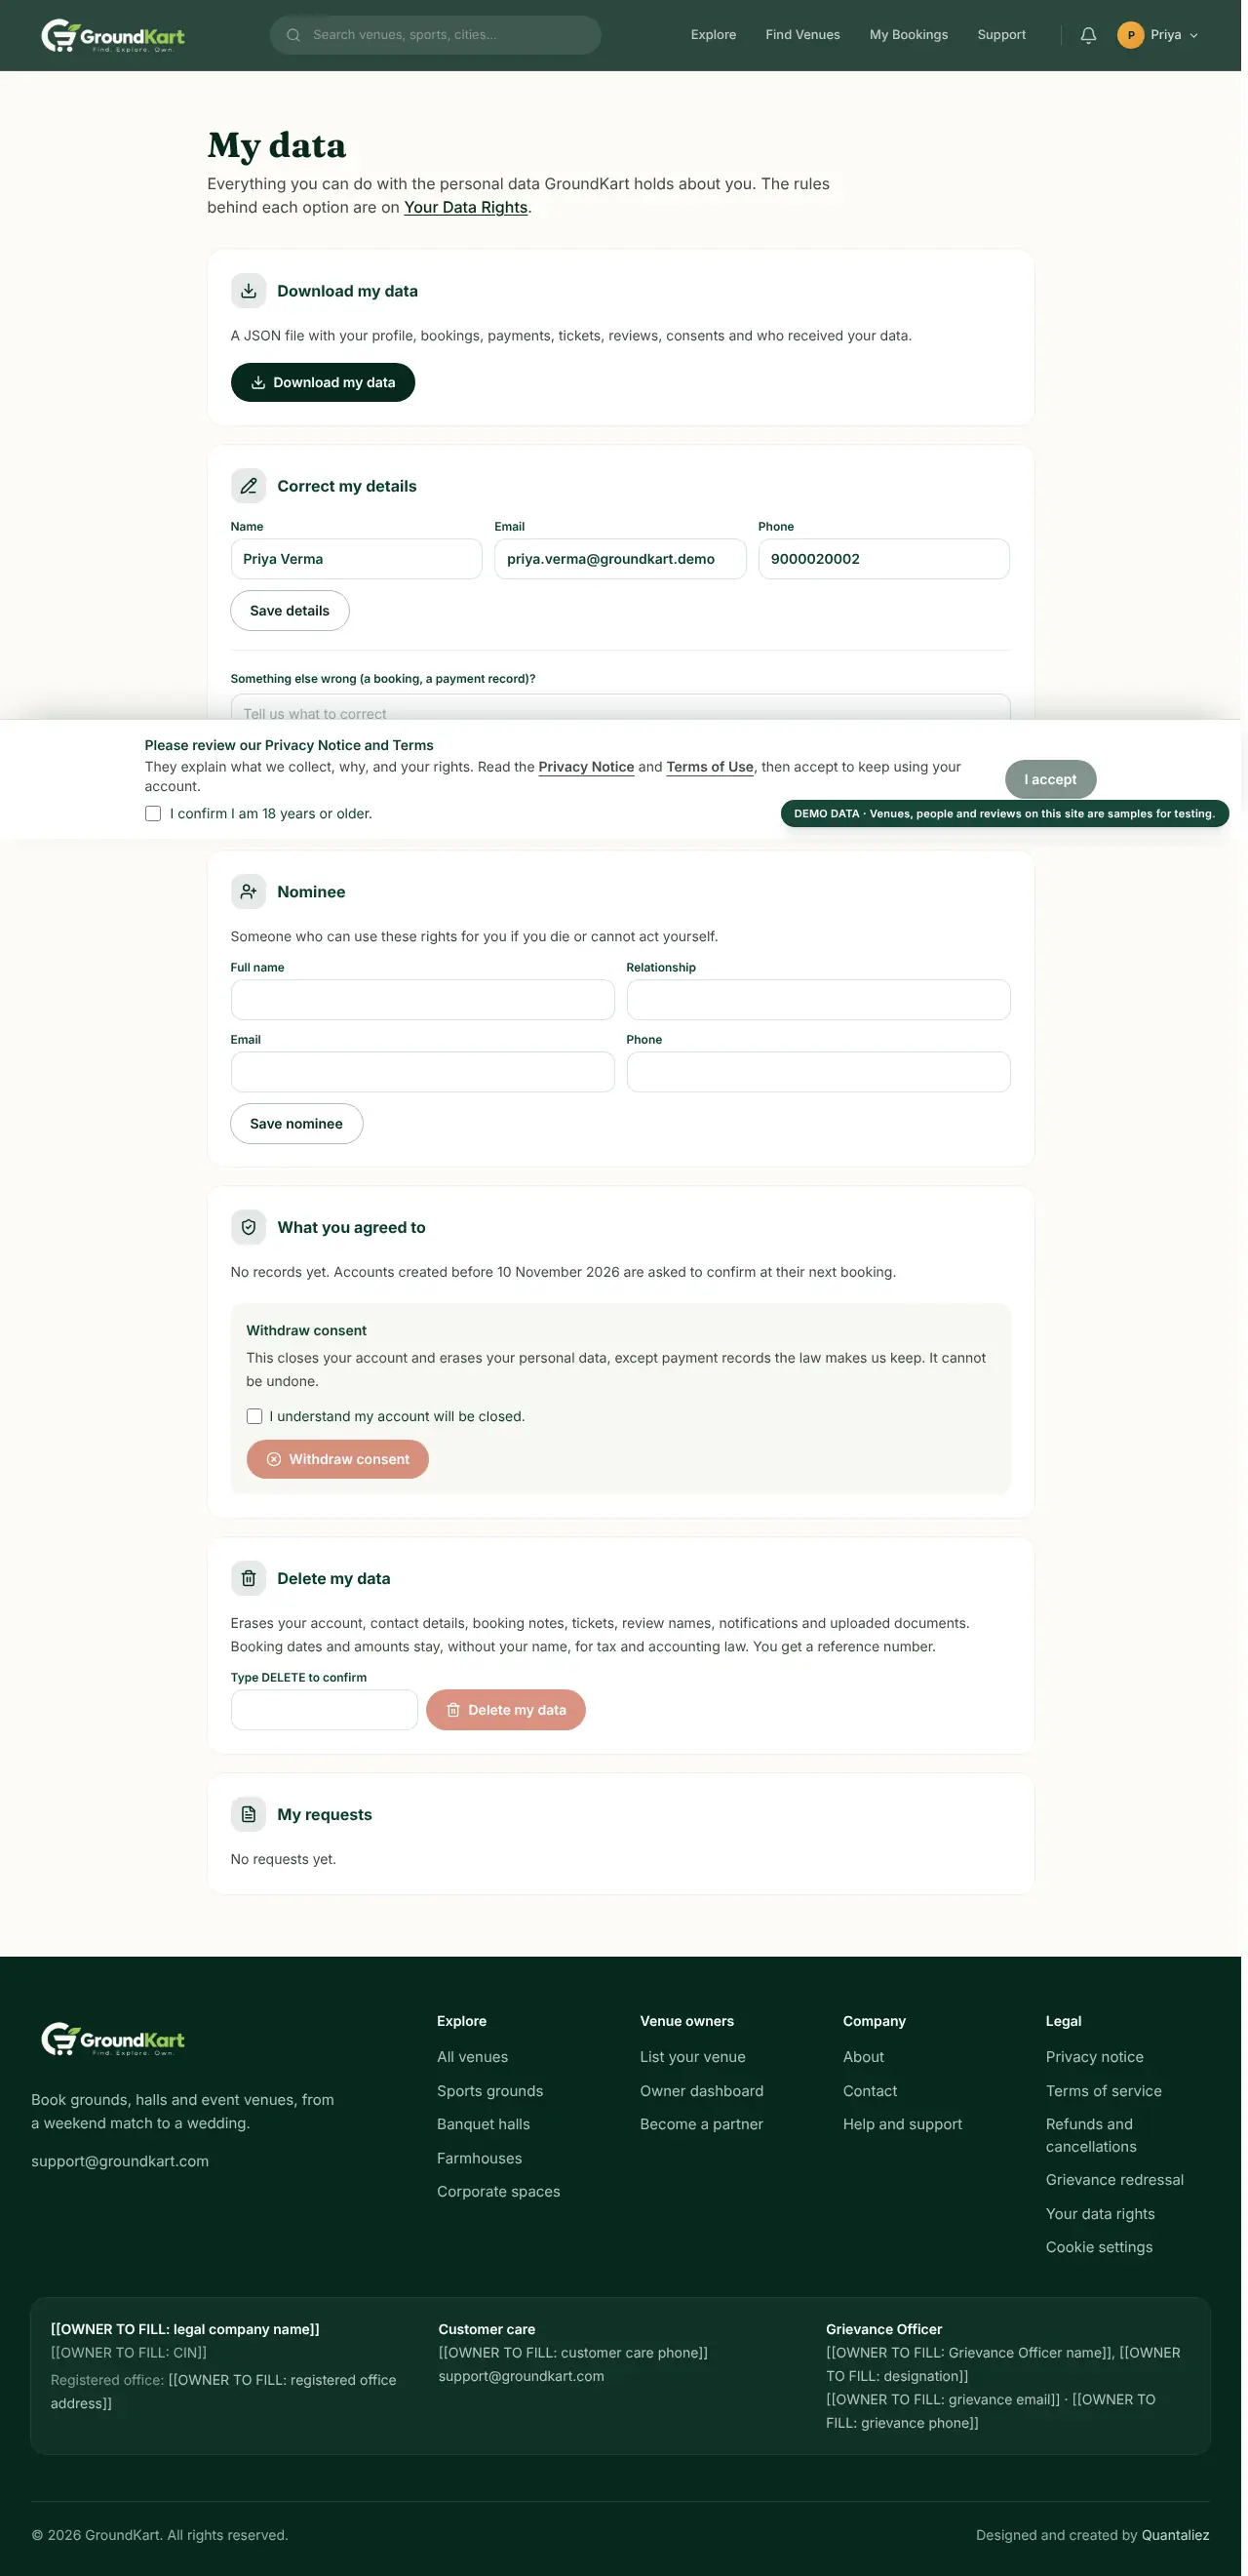 GroundKart
Find. Explore. Own.
Search venues, sports, cities...
Explore
Find Venues
My Bookings
Support
P
Priya
My data
Everything you can do with the personal data GroundKart holds about you. The rules
behind each option are on Your Data Rights.
Download my data
A JSON file with your profile, bookings, payments, tickets, reviews, consents and who received your data.
Download my data
Correct my details
Name
Email
Phone
Priya Verma
priya.verma@groundkart.demo
9000020002
Save details
Something else wrong (a booking, a payment record)?
Tell us what to correct
Please review our Privacy Notice and Terms
They explain what we collect, why, and your rights. Read the Privacy Notice and Terms of Use, then accept to keep using your
account.
I accept
I confirm I am 18 years or older.
DEMO DATA · Venues, people and reviews on this site are samples for testing.
Nominee
Someone who can use these rights for you if you die or cannot act yourself.
Full name
Relationship
Email
Phone
Save nominee
What you agreed to
No records yet. Accounts created before 10 November 2026 are asked to confirm at their next booking.
Withdraw consent
This closes your account and erases your personal data, except payment records the law makes us keep. It cannot
be undone.
I understand my account will be closed.
Withdraw consent
Delete my data
Erases your account, contact details, booking notes, tickets, review names, notifications and uploaded documents.
Booking dates and amounts stay, without your name, for tax and accounting law. You get a reference number.
Type DELETE to confirm
Delete my data
My requests
No requests yet.
GroundKart
Find. Explore. Own.
Book grounds, halls and event venues, from
a weekend match to a wedding.
support@groundkart.com
Explore
All venues
Sports grounds
Banquet halls
Farmhouses
Corporate spaces
Venue owners
List your venue
Owner dashboard
Become a partner
Company
About
Contact
Help and support
Legal
Privacy notice
Terms of service
Refunds and
cancellations
Grievance redressal
Your data rights
Cookie settings
[[OWNER TO FILL: legal company name]]
[[OWNER TO FILL: CIN]]
Registered office: [[OWNER TO FILL: registered office
address]]
Customer care
[[OWNER TO FILL: customer care phone]]
support@groundkart.com
Grievance Officer
[[OWNER TO FILL: Grievance Officer name]], [[OWNER
TO FILL: designation]]
[[OWNER TO FILL: grievance email]] · [[OWNER TO
FILL: grievance phone]]
© 2026 GroundKart. All rights reserved.
Designed and created by Quantaliez